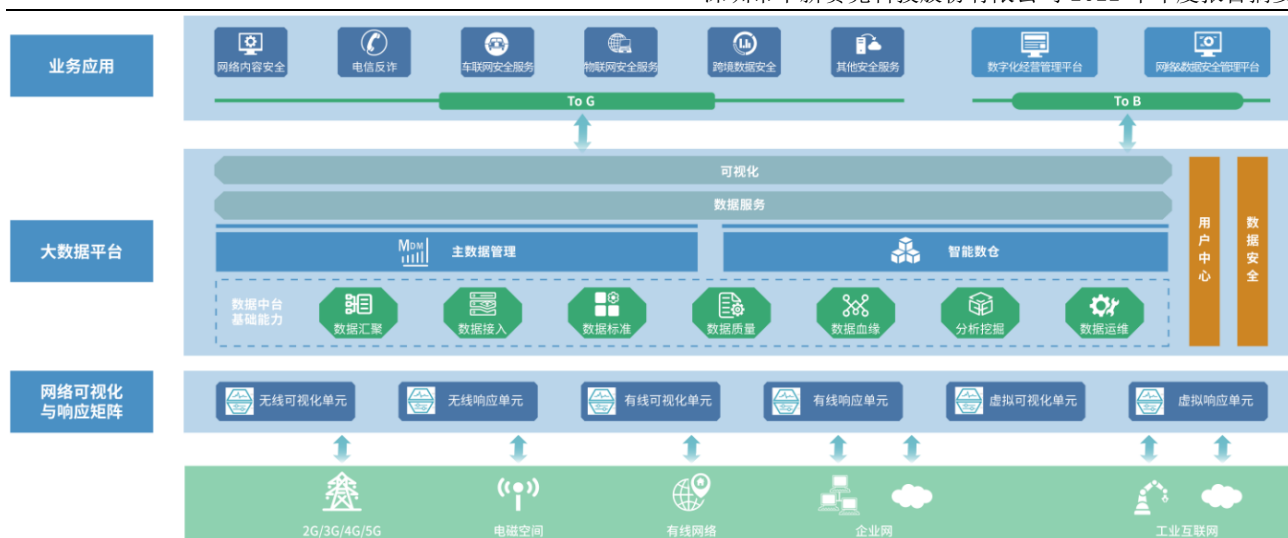 业务应用
网络内容安全
电信反诈
车联网安全服务
物联网安全服务
跨境数据安全
其他安全服务
数字化经营管理平台
网络&数据安全管理平台
To G
To B
大数据平台
可视化
数据服务
MDM
主数据管理
智能数仓
用户中心
数据安全
数据中台
基础能力
数据汇聚
数据接入
数据标准
数据质量
数据血缘
分析挖掘
数据运维
网络可视化
与响应矩阵
无线可视化单元
无线响应单元
有线可视化单元
有线响应单元
虚拟可视化单元
虚拟响应单元
2G/3G/4G/5G
电磁空间
有线网络
企业网
工业互联网